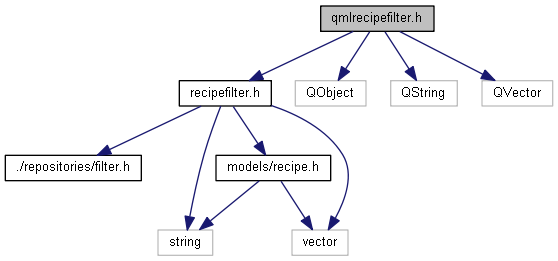 qmlrecipefilter.h
recipefilter.h
QObject
QString
QVector
./repositories/filter.h
models/recipe.h
string
vector